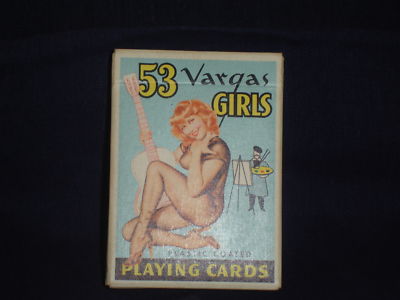 53 Vargas
GIRLS
PLASTIC COATED
PLAYING CARDS